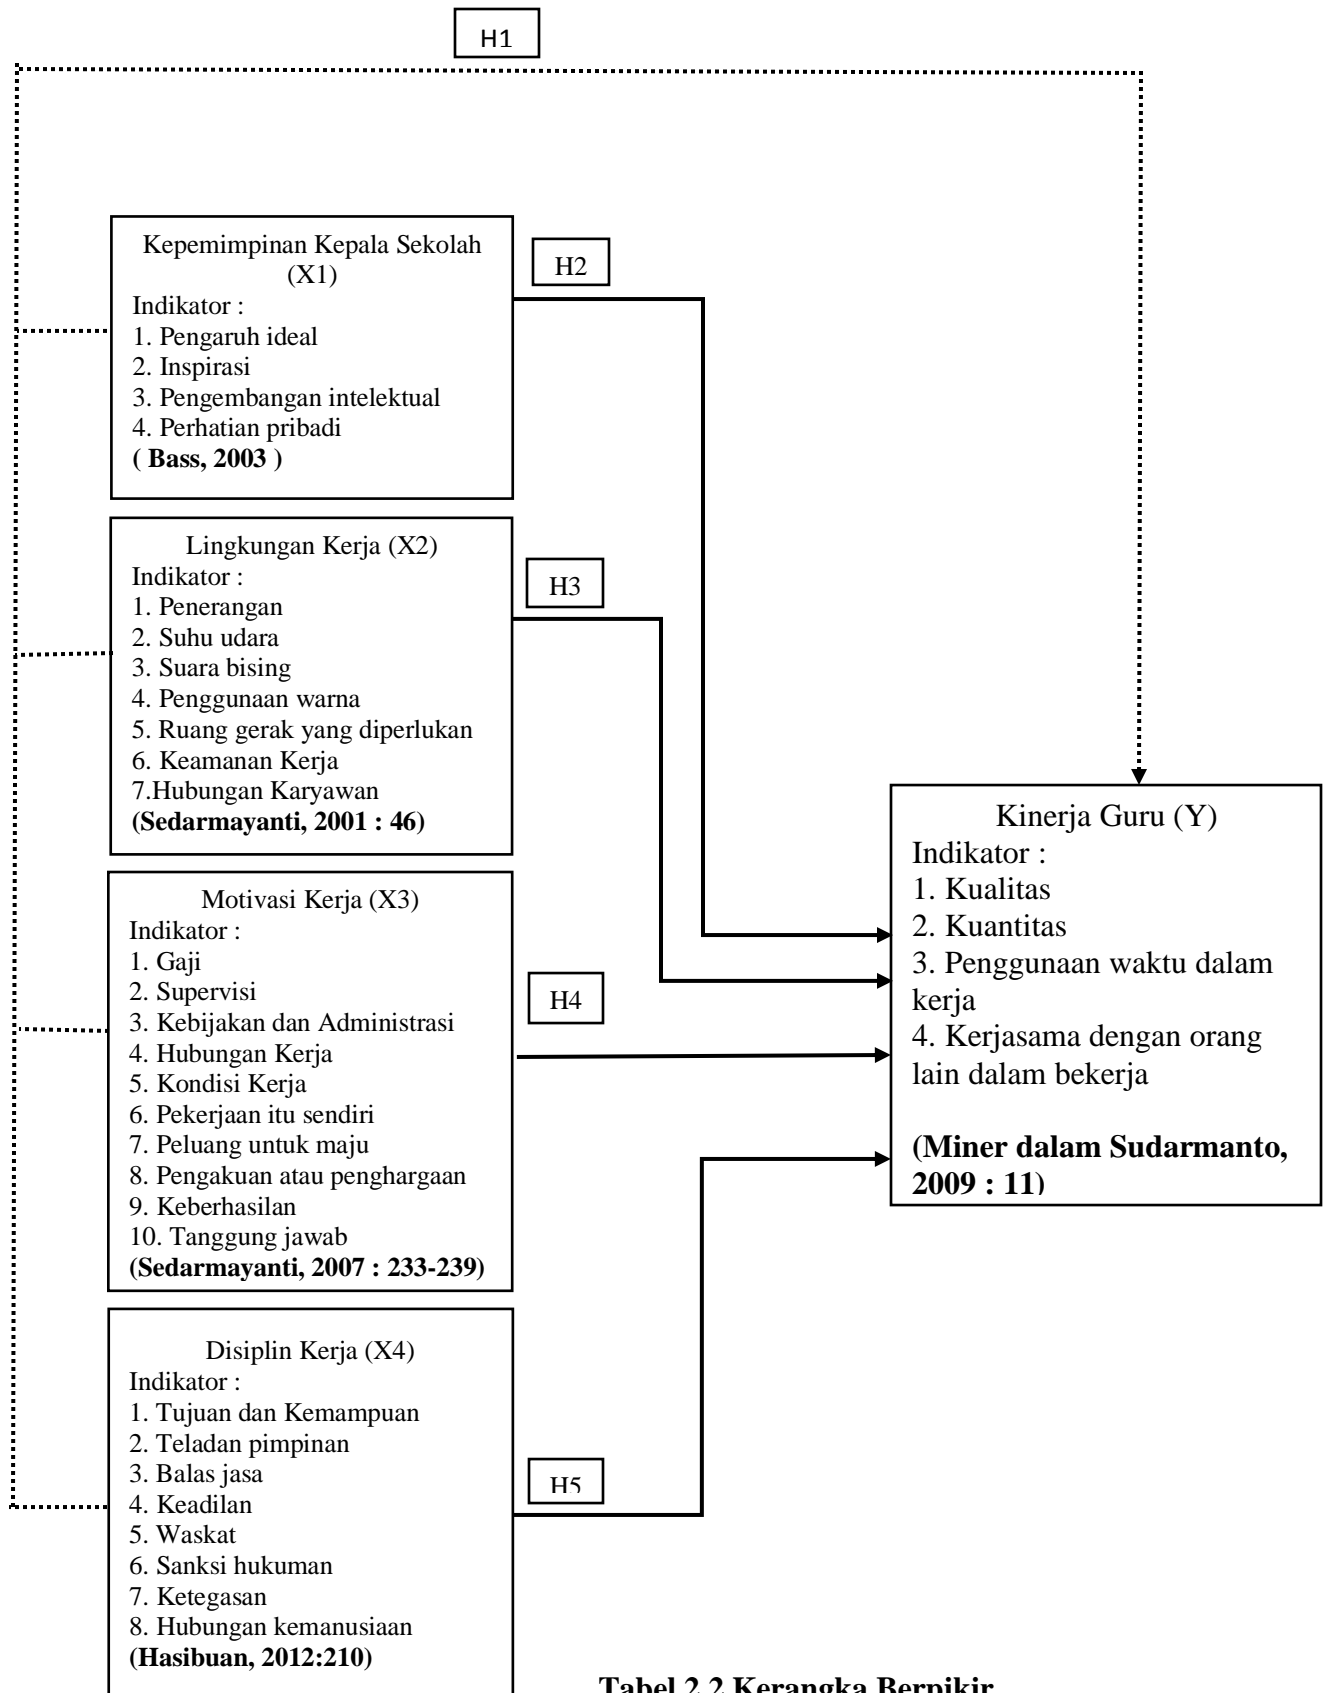 H1
Kepemimpinan Kepala Sekolah
(X1)
Indikator :
1. Pengaruh ideal
2. Inspirasi
3. Pengembangan intelektual
4. Perhatian pribadi
( Bass, 2003 )
H2
Lingkungan Kerja (X2)
Indikator :
1. Penerangan
2. Suhu udara
3. Suara bising
4. Penggunaan warna
5. Ruang gerak yang diperlukan
6. Keamanan Kerja
7.Hubungan Karyawan
(Sedarmayanti, 2001 : 46)
H3
Motivasi Kerja (X3)
Indikator :
1. Gaji
2. Supervisi
3. Kebijakan dan Administrasi
4. Hubungan Kerja
5. Kondisi Kerja
6. Pekerjaan itu sendiri
7. Peluang untuk maju
8. Pengakuan atau penghargaan
9. Keberhasilan
10. Tanggung jawab
(Sedarmayanti, 2007 : 233-239)
H4
Disiplin Kerja (X4)
Indikator :
1. Tujuan dan Kemampuan
2. Teladan pimpinan
3. Balas jasa
4. Keadilan
5. Waskat
6. Sanksi hukuman
7. Ketegasan
8. Hubungan kemanusiaan
(Hasibuan, 2012:210)
H5
Kinerja Guru (Y)
Indikator :
1. Kualitas
2. Kuantitas
3. Penggunaan waktu dalam
kerja
4. Kerjasama dengan orang
lain dalam bekerja
(Miner dalam Sudarmanto,
2009 : 11)
Tabel 2.2 Kerangka Berpikir